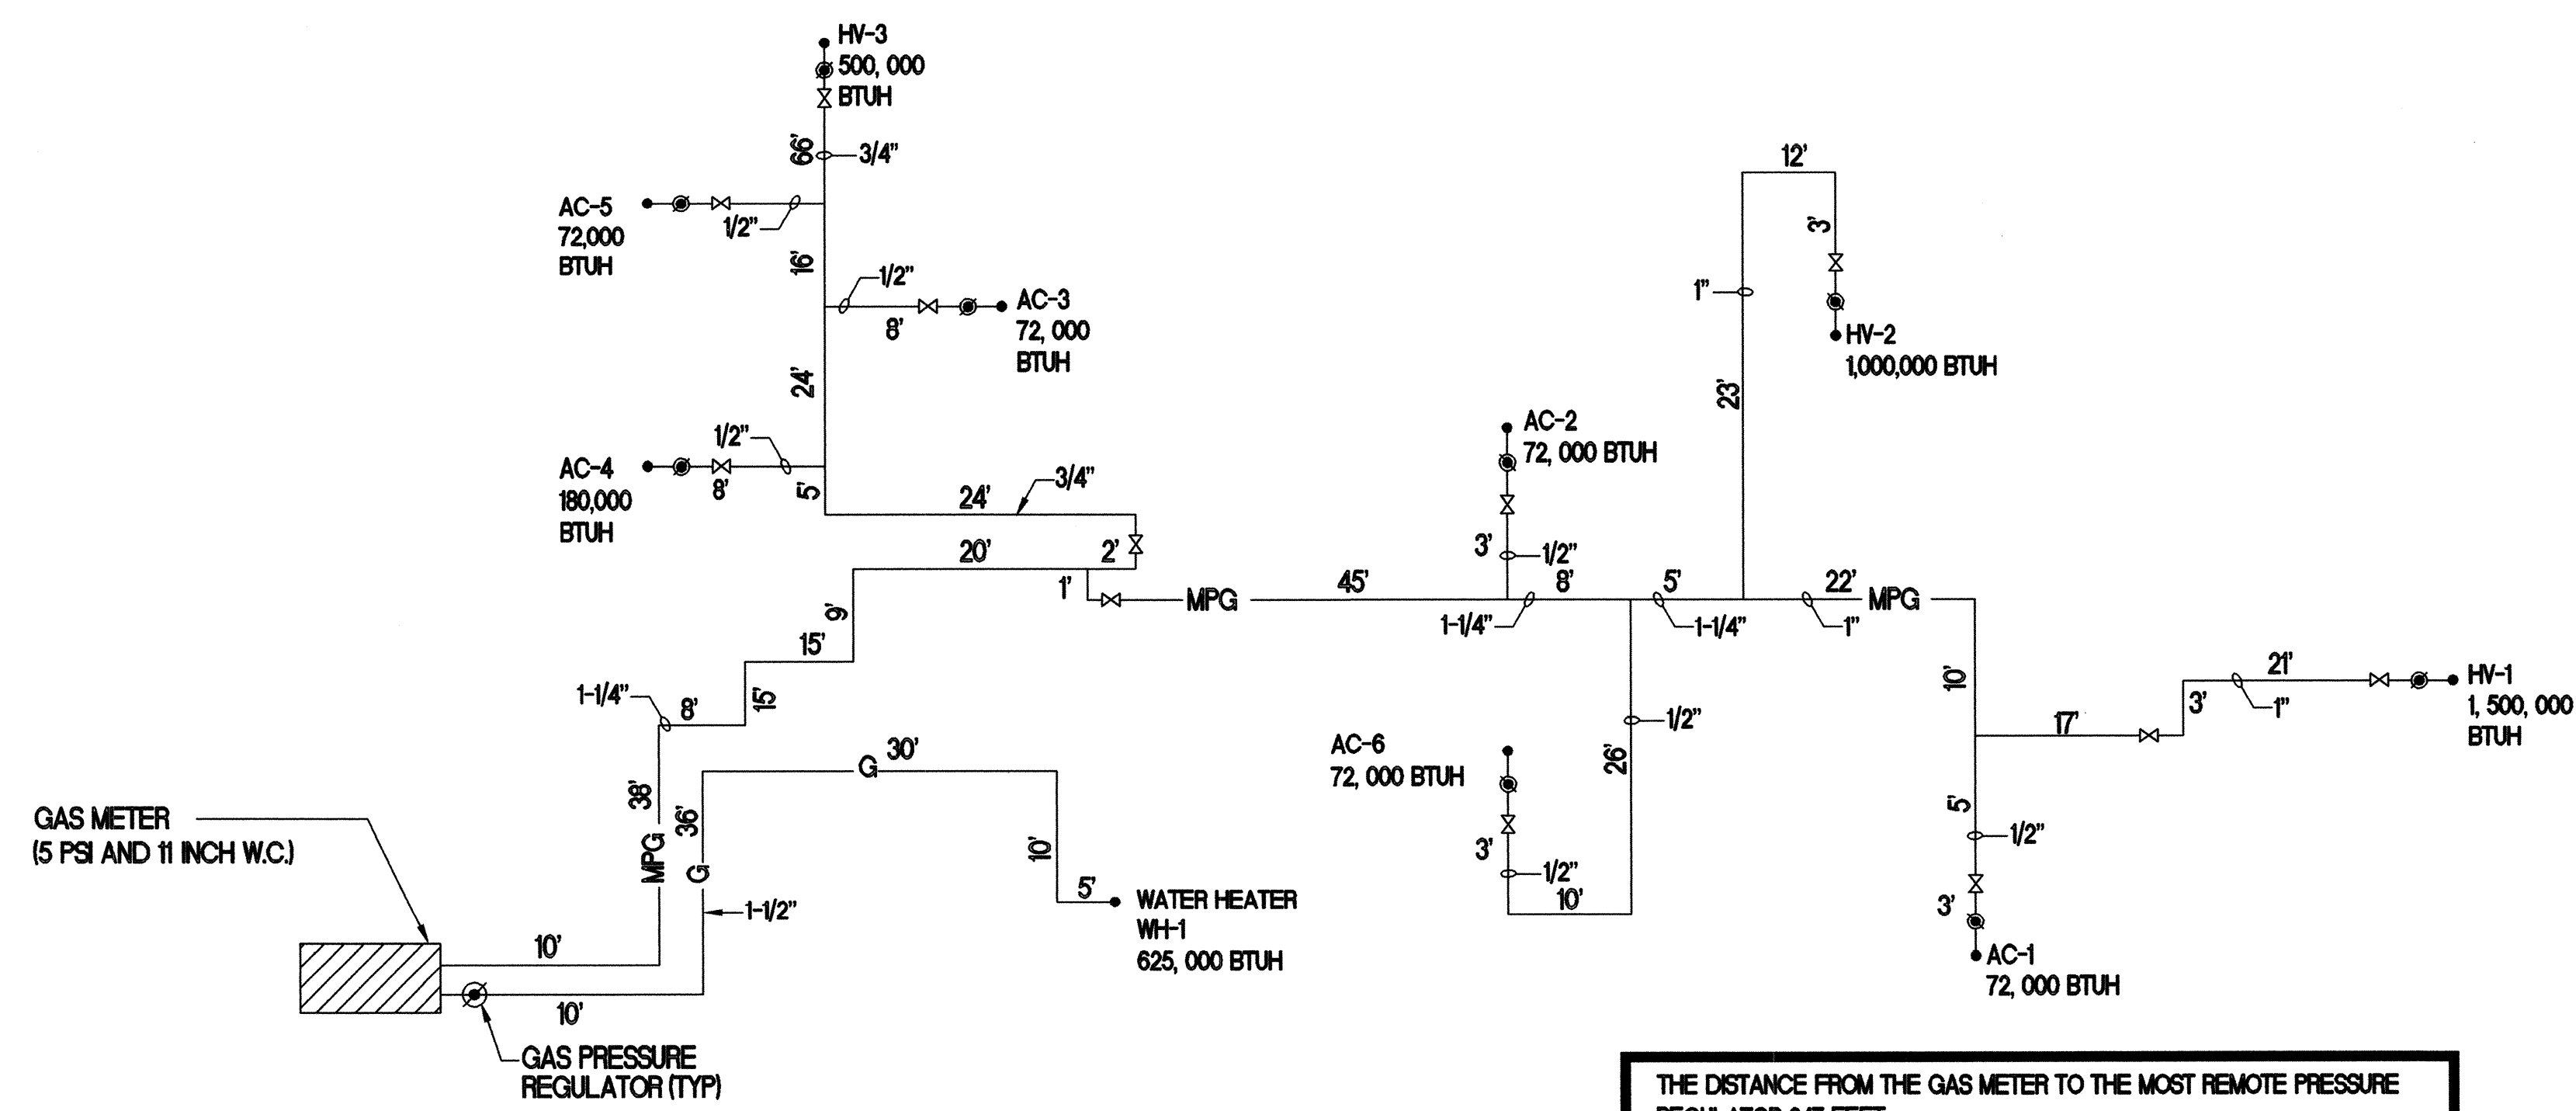 HV-3
500, 000
BTUH
66'
3/4"
AC-5
72,000
BTUH
1/2"
16'
1/2"
AC-3
72, 000
BTUH
8'
24'
1/2"
AC-4
180,000
BTUH
8'
5'
24'
3/4"
20'
2'
1'
9'
15'
15'
1-1/4"
8'
38'
MPG
36'
G
30'
G
10'
5'
WATER HEATER
WH-1
625, 000 BTUH
1-1/2"
GAS METER
(5 PSI AND 11 INCH W.C.)
10'
10'
GAS PRESSURE
REGULATOR (TYP)
MPG
45'
AC-2
72, 000 BTUH
3'
1/2"
8'
1-1/4"
5'
1-1/4"
12'
3'
1"
HV-2
1,000,000 BTUH
23'
22'
MPG
1"
10'
17'
3'
21'
1"
HV-1
1, 500, 000
BTUH
5'
1/2"
3'
AC-1
72, 000 BTUH
1/2"
26'
AC-6
72, 000 BTUH
3'
1/2"
10'
THE DISTANCE FROM THE GAS METER TO THE MOST REMOTE PRESSURE